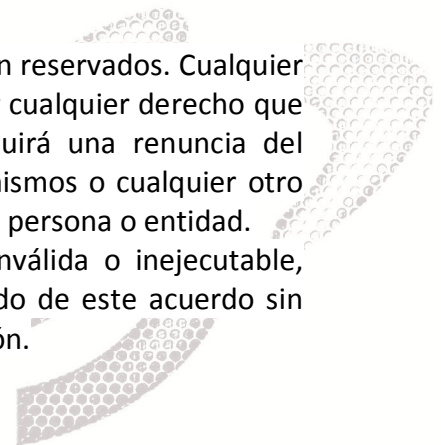 n reservados. Cualquier
cualquier derecho que
uirá una renuncia del
nismos o cualquier otro
persona o entidad.
nválida o inejecutable,
do de este acuerdo sin
ón.